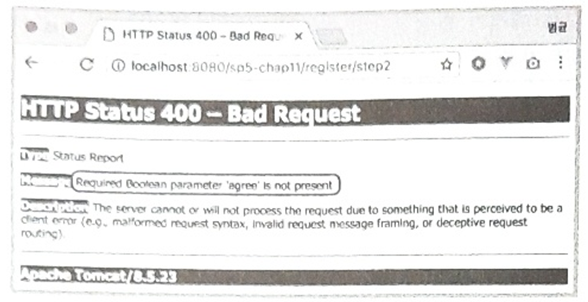 HTTP Status 400 – Bad Requ
범균
localhost:8080/sp5-chap11/register/step2
HTTP Status 400 – Bad Request
Type Status Report
Message Required Boolean parameter 'agree' is not present
Description The server cannot or will not process the request due to something that is perceived to be a
client error (e.g., malformed request syntax, invalid request message framing, or deceptive request
routing).
Apache Tomcat/8.5.23